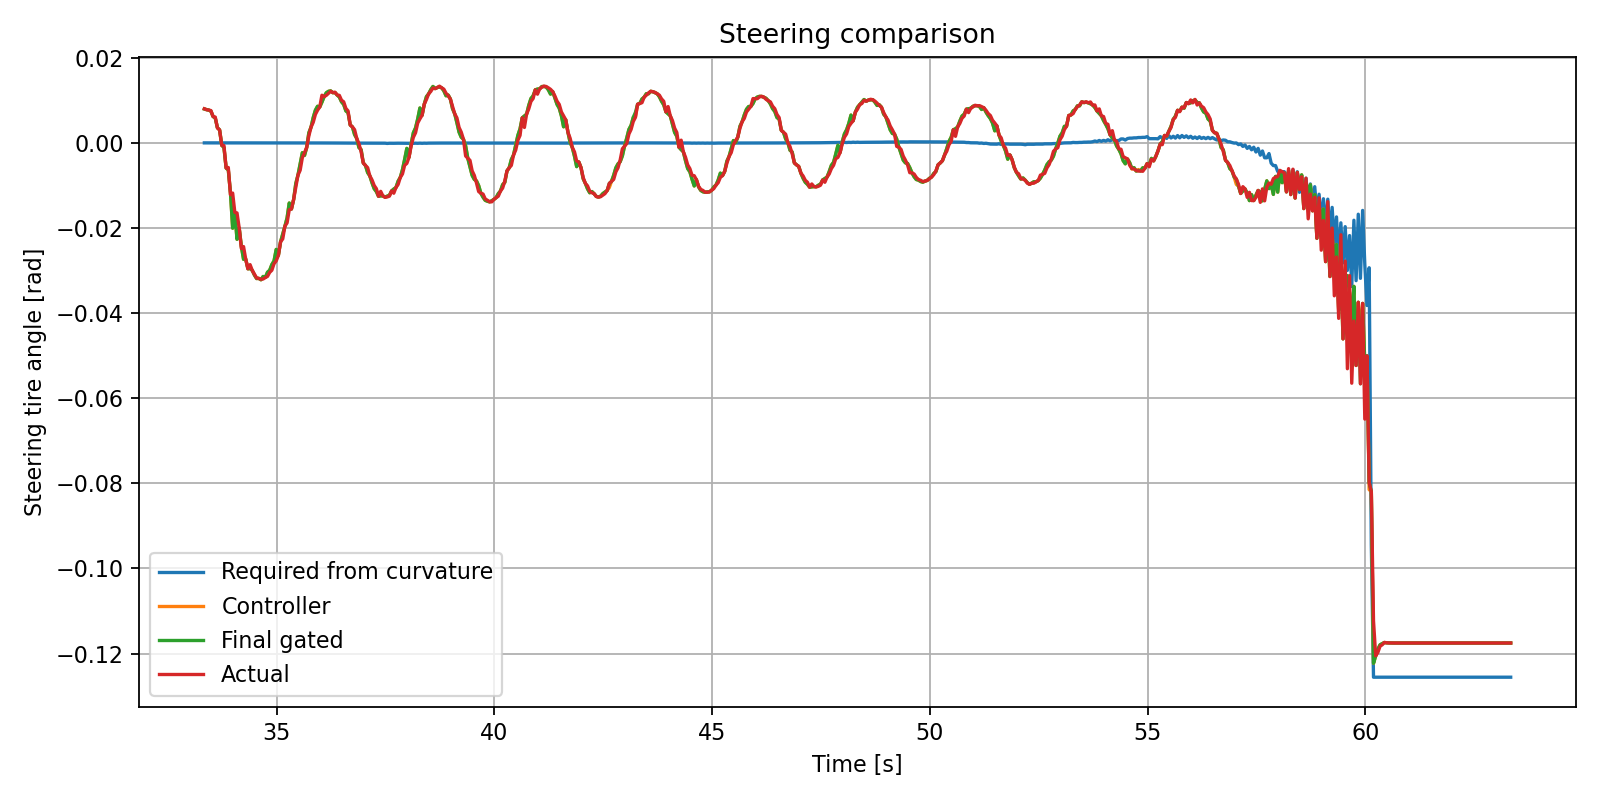 Steering comparison
Steering tire angle [rad]
0.02
0.00
−0.02
−0.04
−0.06
−0.08
−0.10
−0.12
Required from curvature
Controller
Final gated
Actual
35
40
45
50
55
60
Time [s]